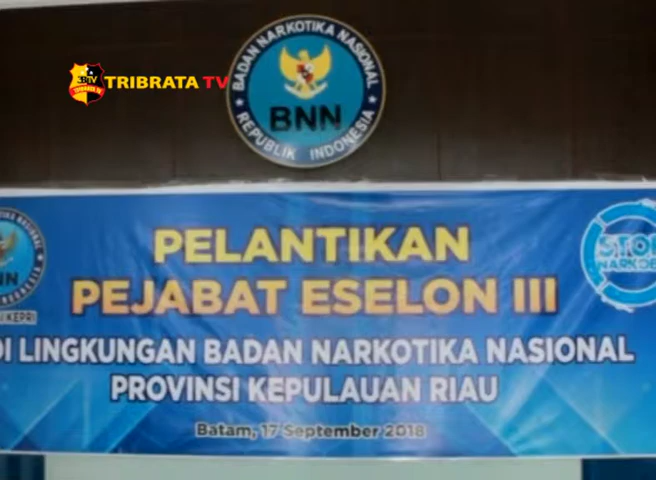 TRIBRATA TV
BADAN NARKOTIKA NASIONAL
BNN
REPUBLIK INDONESIA
PELANTIKAN
PEJABAT ESELON III
DI LINGKUNGAN BADAN NARKOTIKA NASIONAL
PROVINSI KEPULAUAN RIAU
Batam, 17 September 2018
KEPRI